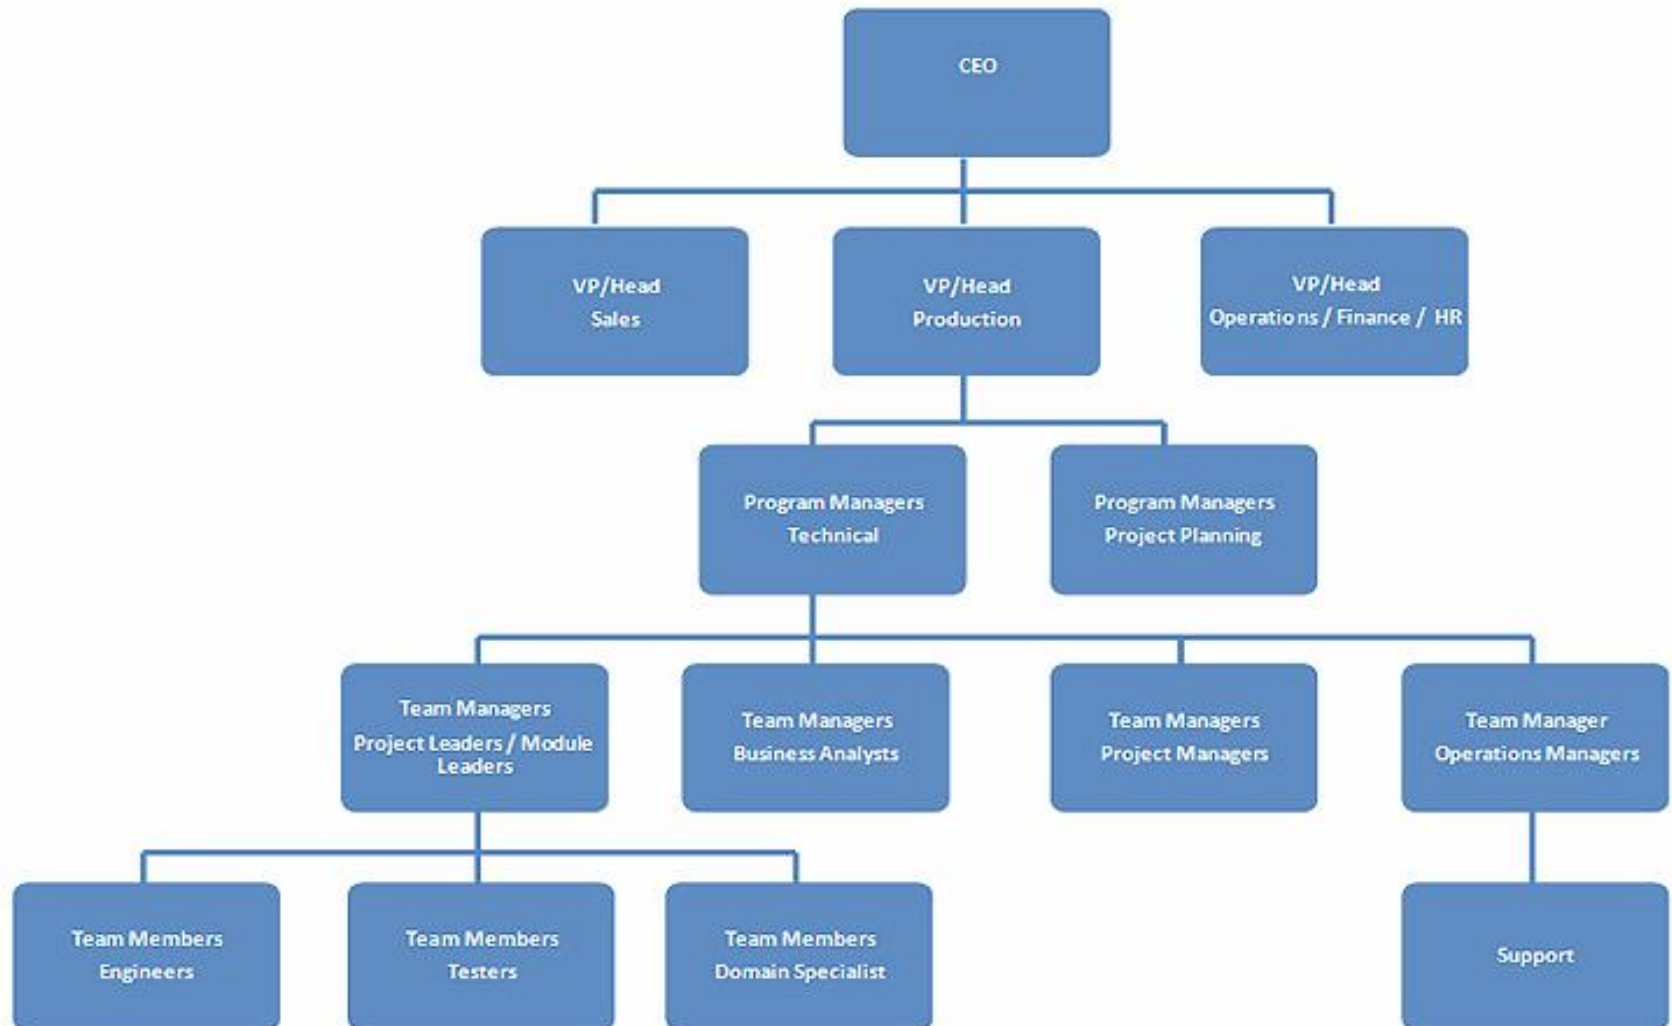 CEO
VP/Head
Sales
VP/Head
Production
VP/Head
Operations / Finance / HR
Program Managers
Technical
Program Managers
Project Planning
Team Managers
Project Leaders / Module
Leaders
Team Managers
Business Analysts
Team Managers
Project Managers
Team Manager
Operations Managers
Team Members
Engineers
Team Members
Testers
Team Members
Domain Specialist
Support